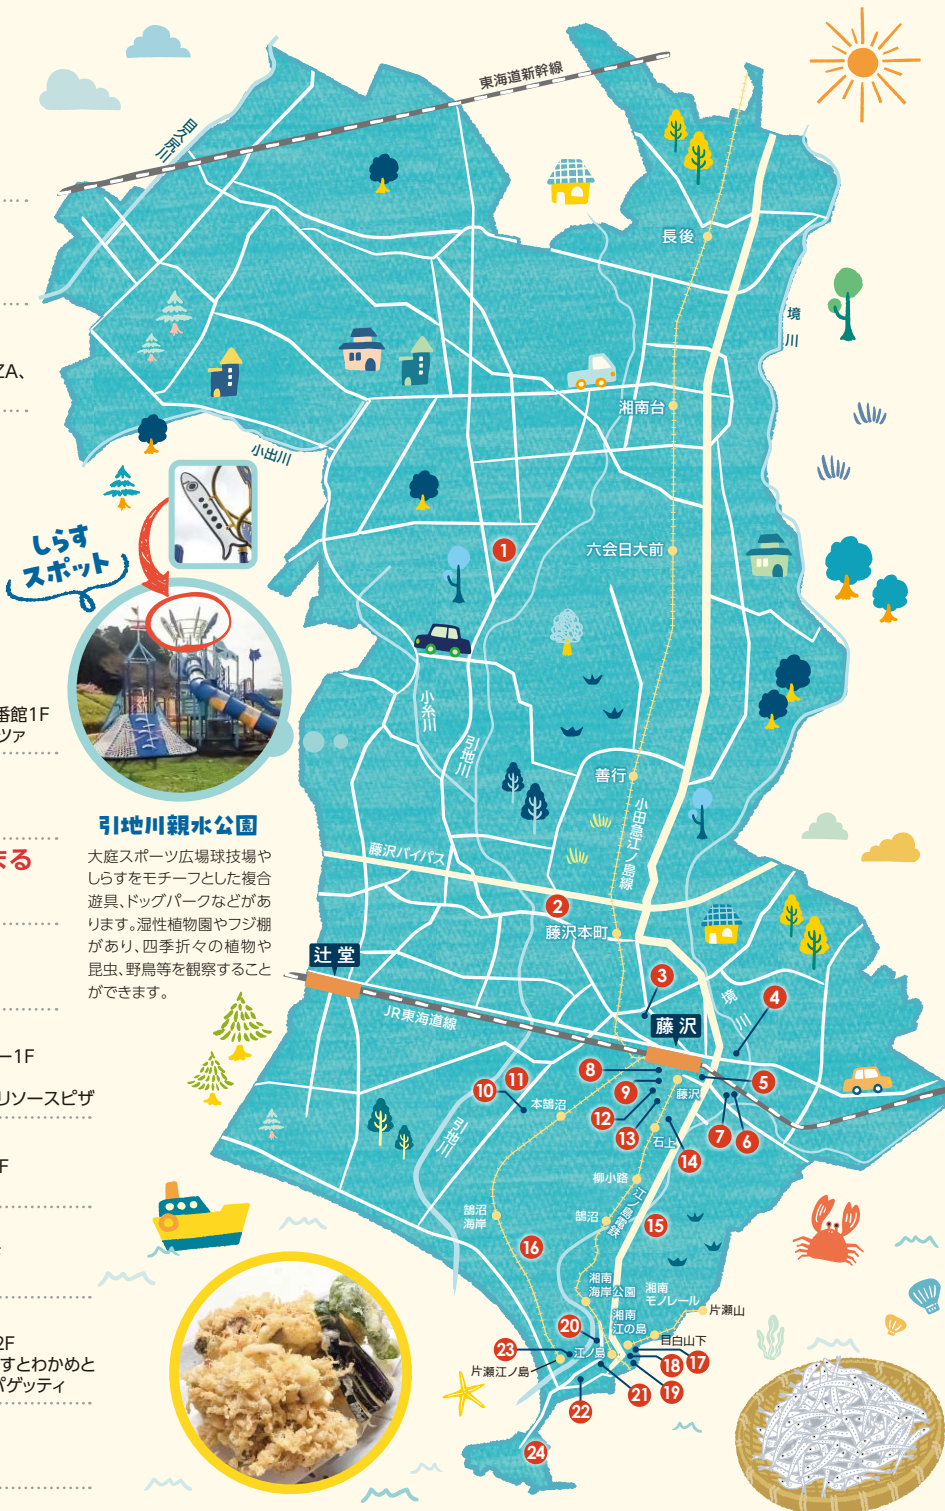 東海道新幹線
目久尻川
長後
境川
ZA、
湘南台
小出川
しらす
スポット
1
六会日大前
番館1F
ツァ
小糸川
引地川
善行
小田急江ノ島線
引地川親水公園
大庭スポーツ広場球技場や
しらすをモチーフとした複合
遊具、ドッグパークなどがあ
ります。湿性植物園やフジ棚
があり、四季折々の植物や
昆虫、野鳥等を観察すること
ができます。
まる
藤沢バイパス
2
藤沢本町
辻堂
3
境川
4
JR東海道線
藤沢
ー1F
リソースピザ
8
5
9
10
11
藤沢
本鵠沼
12
13
7
6
石上
14
引地川
F
柳小路
鵠沼
海岸
鵠沼
江ノ島電鉄
15
16
湘南
海岸公園
湘南
モノレール
片瀬山
湘南
江の島
目白山下
20
23
江ノ島
17
18
片瀬江ノ島
19
21
22
2F
すとわかめと
パゲッティ
24